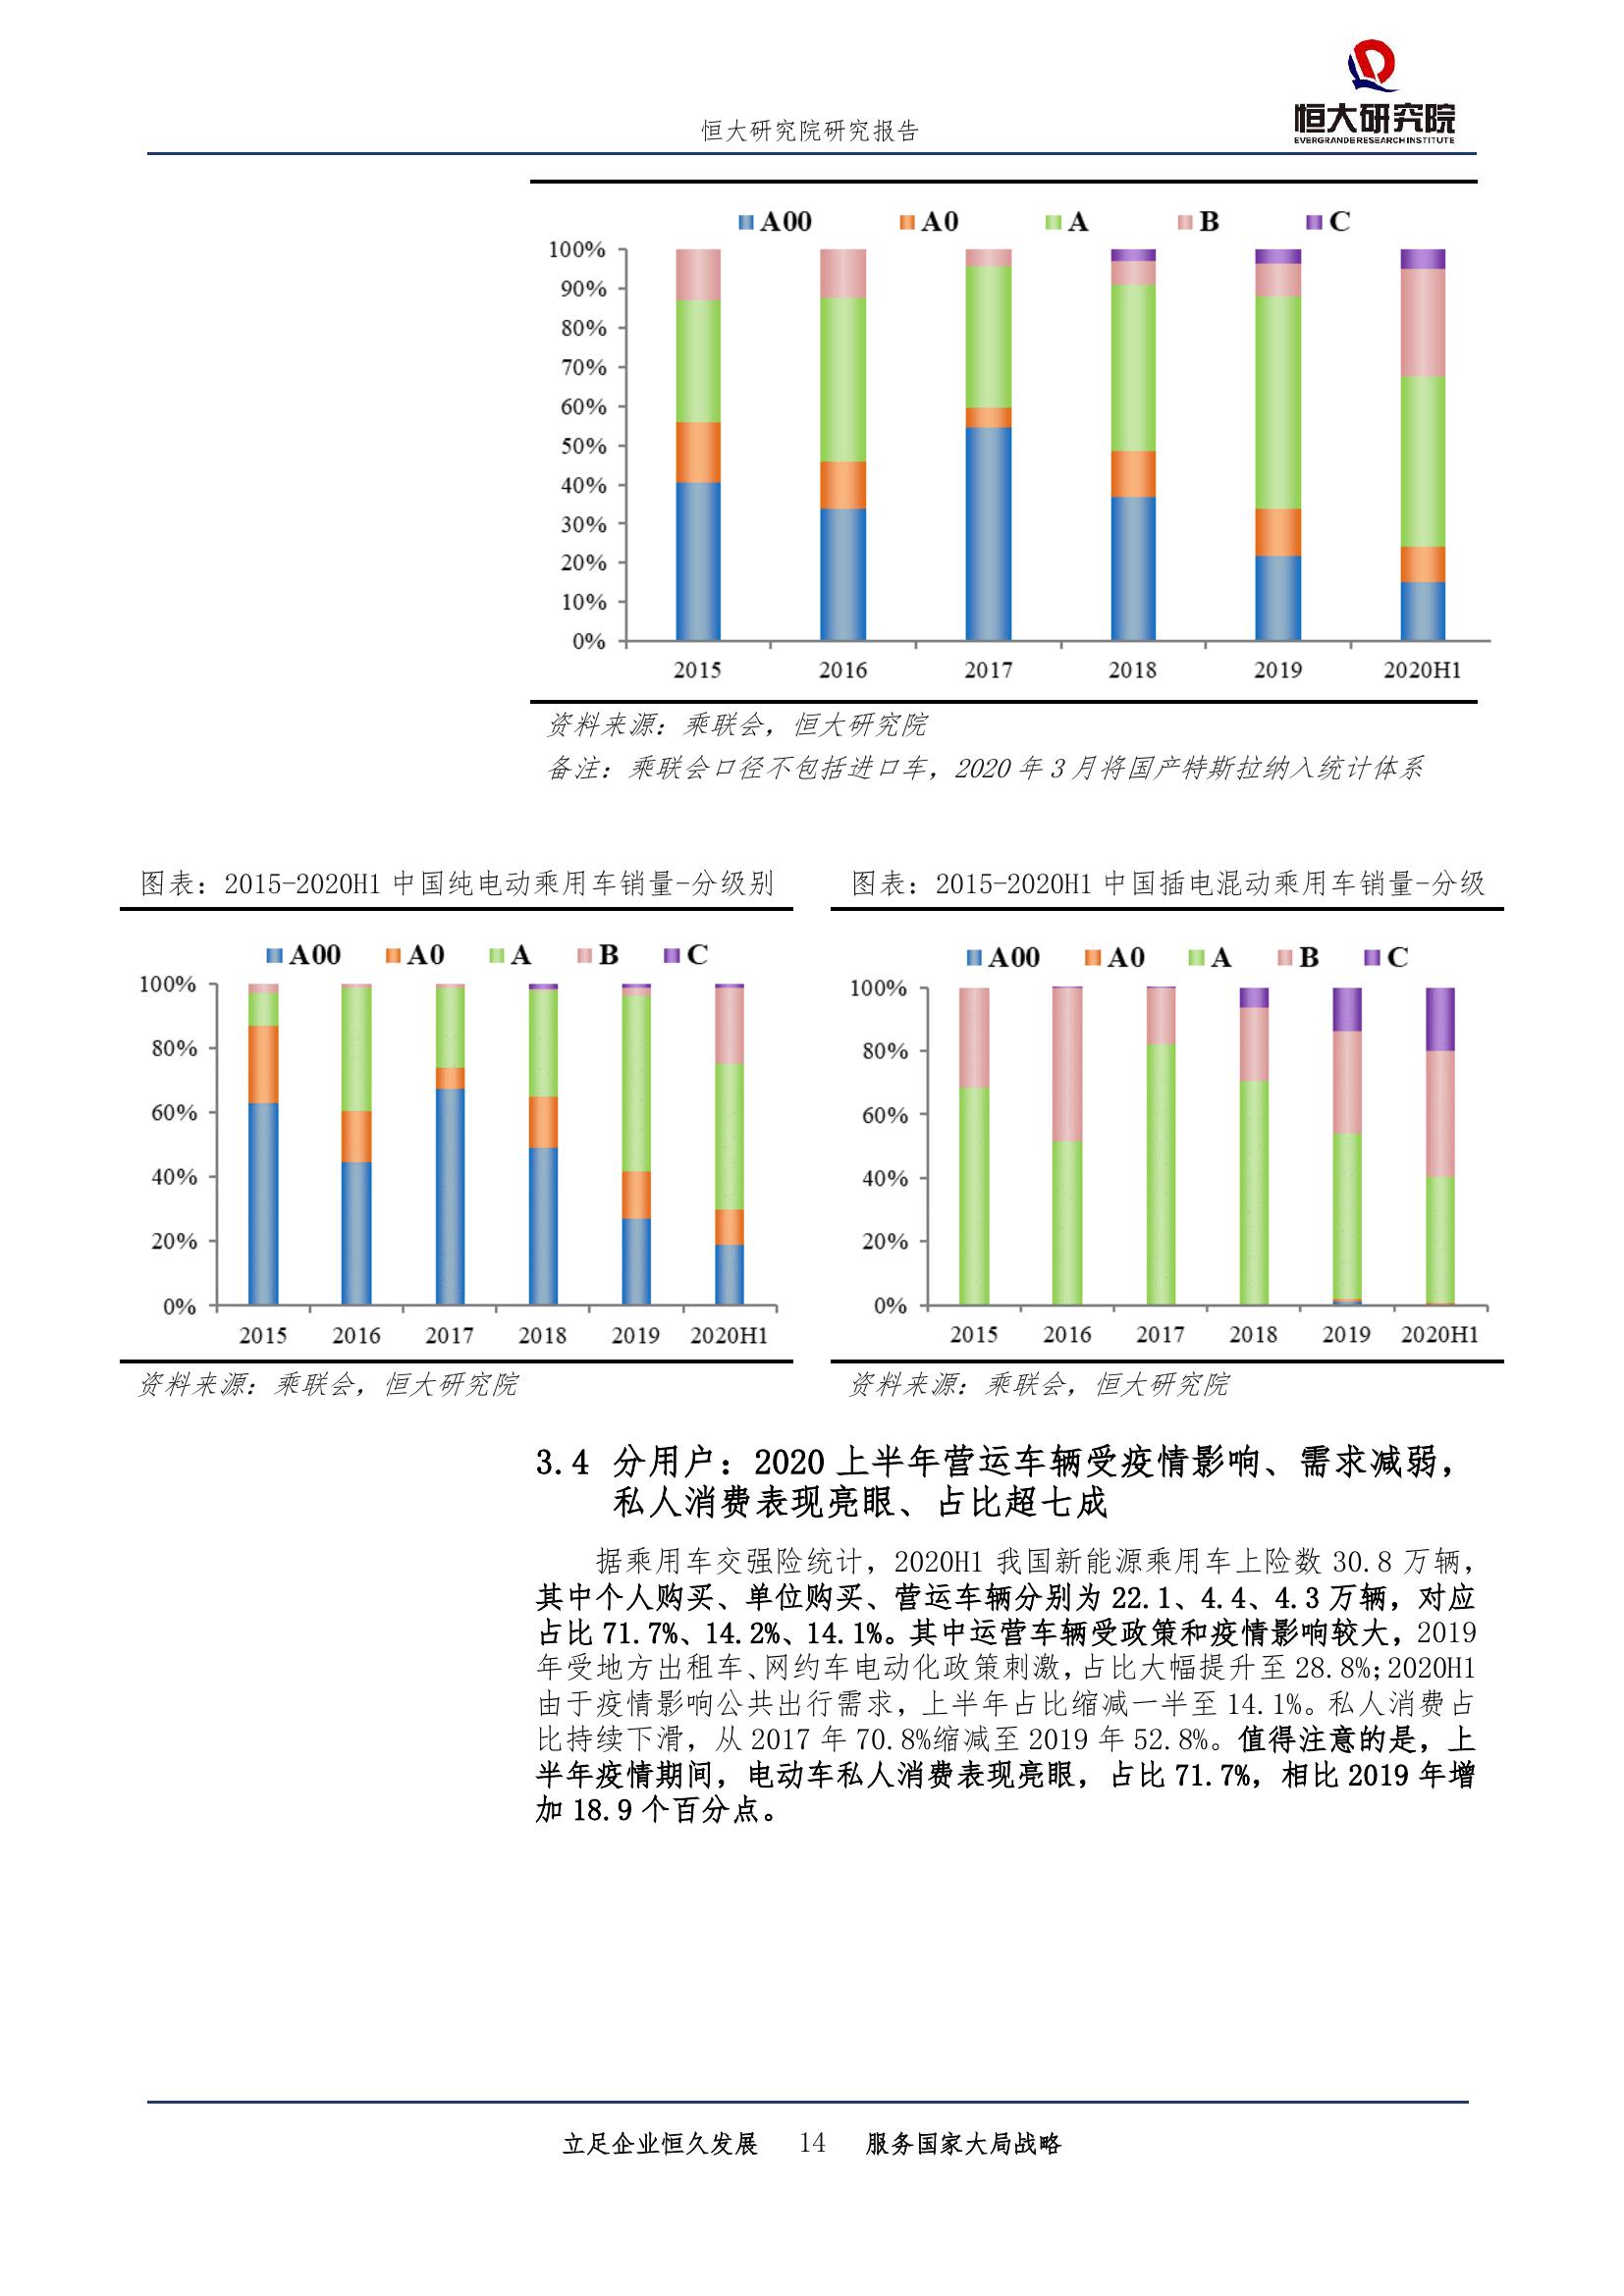 恒大研究院研究报告
恒大研究院
EVERGRANDE RESEARCH INSTITUTE
A00 A0 A B C
100%
90%
80%
70%
60%
50%
40%
30%
20%
10%
0%
2015 2016 2017 2018 2019 2020H1
资料来源：乘联会，恒大研究院
备注：乘联会口径不包括进口车，2020 年 3 月将国产特斯拉纳入统计体系
图表：2015-2020H1 中国纯电动乘用车销量-分级别
A00 A0 A B C
100%
80%
60%
40%
20%
0%
2015 2016 2017 2018 2019 2020H1
资料来源：乘联会，恒大研究院
图表：2015-2020H1 中国插电混动乘用车销量-分级
A00 A0 A B C
100%
80%
60%
40%
20%
0%
2015 2016 2017 2018 2019 2020H1
资料来源：乘联会，恒大研究院
3.4 分用户：2020 上半年营运车辆受疫情影响、需求减弱，
私人消费表现亮眼、占比超七成
据乘用车交强险统计，2020H1 我国新能源乘用车上险数 30.8 万辆，
其中个人购买、单位购买、营运车辆分别为 22.1、4.4、4.3 万辆，对应
占比 71.7%、14.2%、14.1%。其中运营车辆受政策和疫情影响较大，2019
年受地方出租车、网约车电动化政策刺激，占比大幅提升至 28.8%；2020H1
由于疫情影响公共出行需求，上半年占比缩减一半至 14.1%。私人消费占
比持续下滑，从 2017 年 70.8%缩减至 2019 年 52.8%。值得注意的是，上
半年疫情期间，电动车私人消费表现亮眼，占比 71.7%，相比 2019 年增
加 18.9 个百分点。
立足企业恒久发展 14 服务国家大局战略